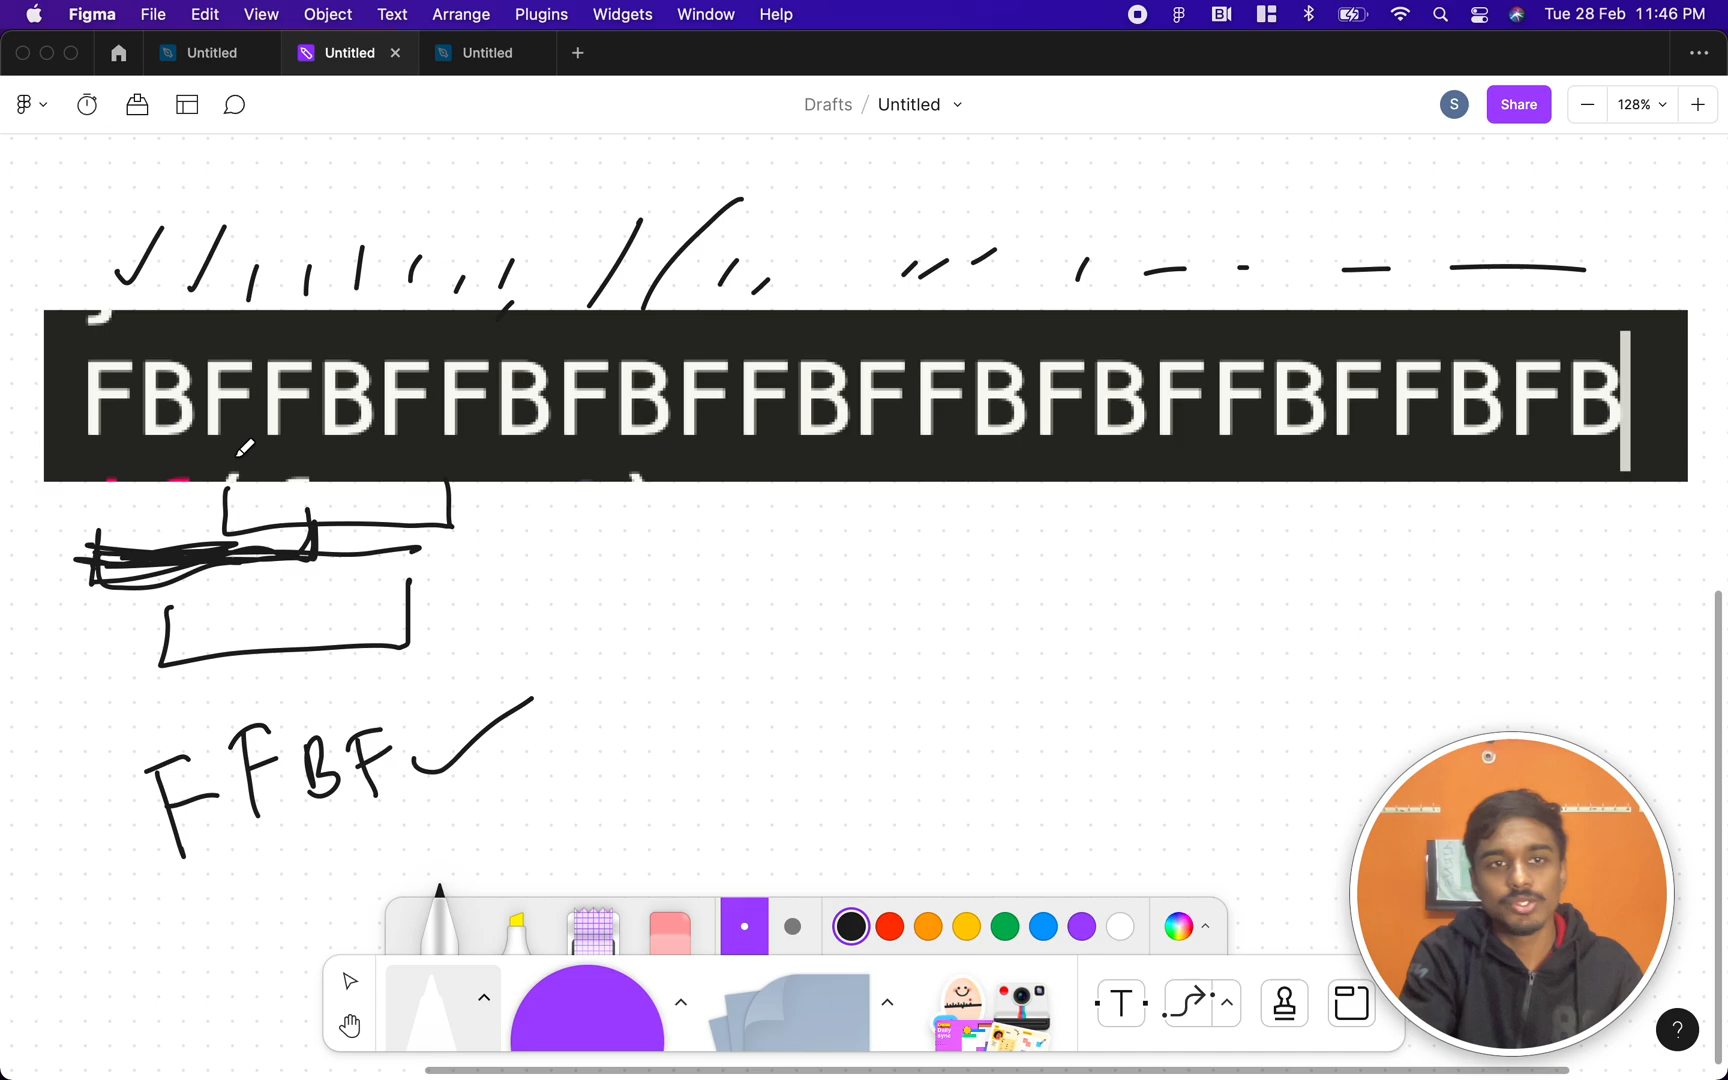 Figma File Edit View Object Text Arrange Plugins Widgets Window Help Tue 28 Feb 11:46 PM
Untitled Untitled Untitled
Drafts / Untitled S Share 128%
FBFFBFFBFBFFBFFBFBFFBFFBFB
FFBF
T ?